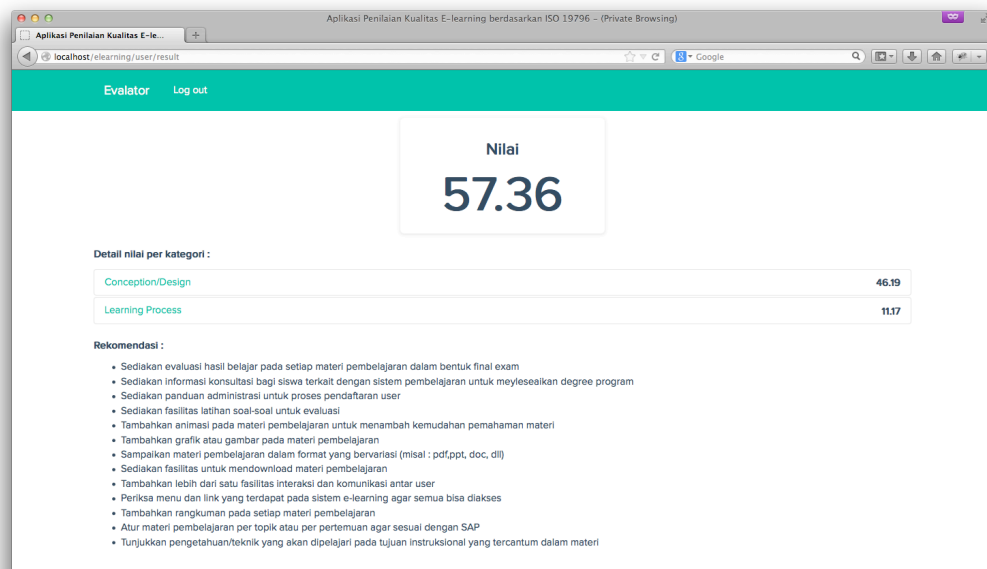 Aplikasi Penilaian Kualitas E-learning berdasarkan ISO 19796 – (Private Browsing)
Aplikasi Penilaian Kualitas E-le...
localhost/elearning/user/result
Google
Evalator Log out
Nilai
57.36
Detail nilai per kategori :
Conception/Design 46.19
Learning Process 11.17
Rekomendasi :
• Sediakan evaluasi hasil belajar pada setiap materi pembelajaran dalam bentuk final exam
• Sediakan informasi konsultasi bagi siswa terkait dengan sistem pembelajaran untuk meyleseaikan degree program
• Sediakan panduan administrasi untuk proses pendaftaran user
• Sediakan fasilitas latihan soal-soal untuk evaluasi
• Tambahkan animasi pada materi pembelajaran untuk menambah kemudahan pemahaman materi
• Tambahkan grafik atau gambar pada materi pembelajaran
• Sampaikan materi pembelajaran dalam format yang bervariasi (misal : pdf,ppt, doc, dll)
• Sediakan fasilitas untuk mendownload materi pembelajaran
• Tambahkan lebih dari satu fasilitas interaksi dan komunikasi antar user
• Periksa menu dan link yang terdapat pada sistem e-learning agar semua bisa diakses
• Tambahkan rangkuman pada setiap materi pembelajaran
• Atur materi pembelajaran per topik atau per pertemuan agar sesuai dengan SAP
• Tunjukkan pengetahuan/teknik yang akan dipelajari pada tujuan instruksional yang tercantum dalam materi